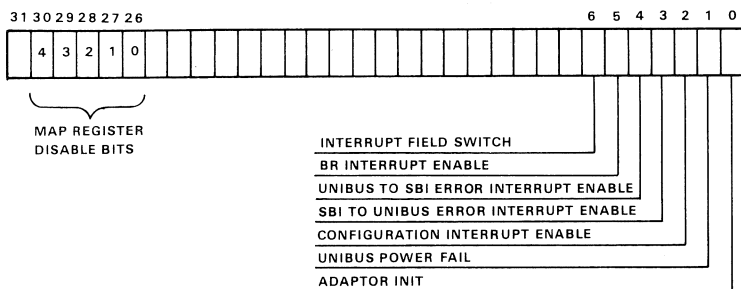 31 30 29 28 27 26 6 5 4 3 2 1 0
4 3 2 1 0
MAP REGISTER
DISABLE BITS
INTERRUPT FIELD SWITCH
BR INTERRUPT ENABLE
UNIBUS TO SBI ERROR INTERRUPT ENABLE
SBI TO UNIBUS ERROR INTERRUPT ENABLE
CONFIGURATION INTERRUPT ENABLE
UNIBUS POWER FAIL
ADAPTOR INIT